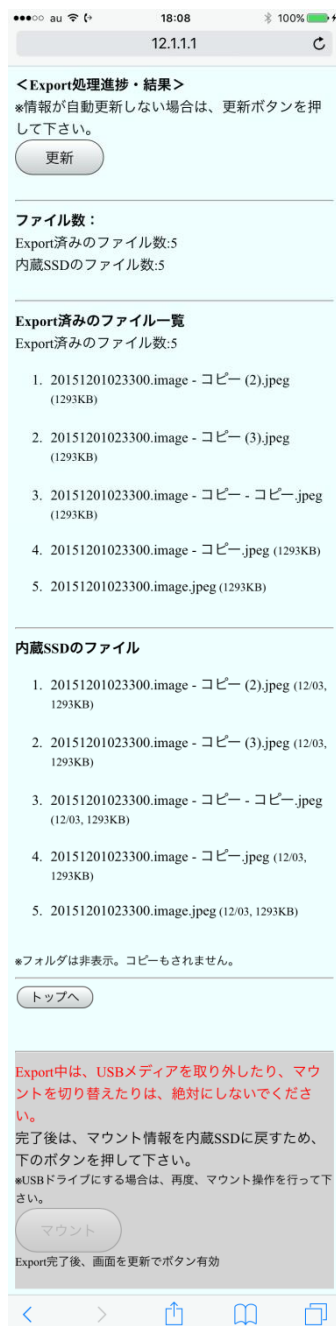 au 18:08 100%
12.1.1.1
＜Export処理進捗・結果＞
※情報が自動更新しない場合は、更新ボタンを押
して下さい。
更新
ファイル数：
Export済みのファイル数:5
内蔵SSDのファイル数:5
Export済みのファイル一覧
Export済みのファイル数:5
1. 20151201023300.image - コピー (2).jpeg
(1293KB)
2. 20151201023300.image - コピー (3).jpeg
(1293KB)
3. 20151201023300.image - コピー - コピー.jpeg
(1293KB)
4. 20151201023300.image - コピー.jpeg (1293KB)
5. 20151201023300.image.jpeg (1293KB)
内蔵SSDのファイル
1. 20151201023300.image - コピー (2).jpeg (12/03,
1293KB)
2. 20151201023300.image - コピー (3).jpeg (12/03,
1293KB)
3. 20151201023300.image - コピー - コピー.jpeg
(12/03, 1293KB)
4. 20151201023300.image - コピー.jpeg (12/03,
1293KB)
5. 20151201023300.image.jpeg (12/03, 1293KB)
※フォルダは非表示。コピーもされません。
トップへ
Export中は、USBメディアを取り外したり、マウ
ントを切り替えたりは、絶対にしないでくださ
い。
完了後は、マウント情報を内蔵SSDに戻すため、
下のボタンを押して下さい。
※USBドライブにする場合は、再度、マウント操作を行って下
さい。
マウント
Export完了後、画面を更新でボタン有効